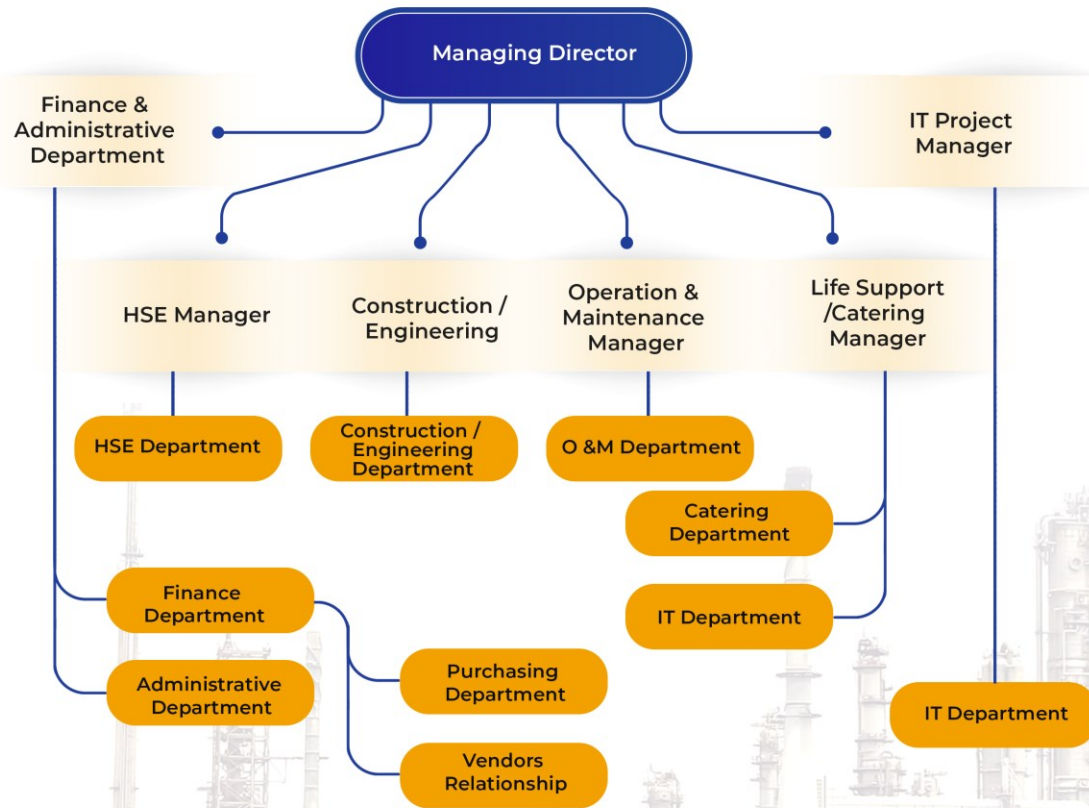 Managing Director
Finance &
Administrative
Department
IT Project
Manager
HSE Manager
Construction /
Engineering
Operation &
Maintenance
Manager
Life Support
/Catering
Manager
HSE Department
Construction /
Engineering
Department
O &M Department
Catering
Department
Finance
Department
IT Department
Administrative
Department
Purchasing
Department
IT Department
Vendors
Relationship